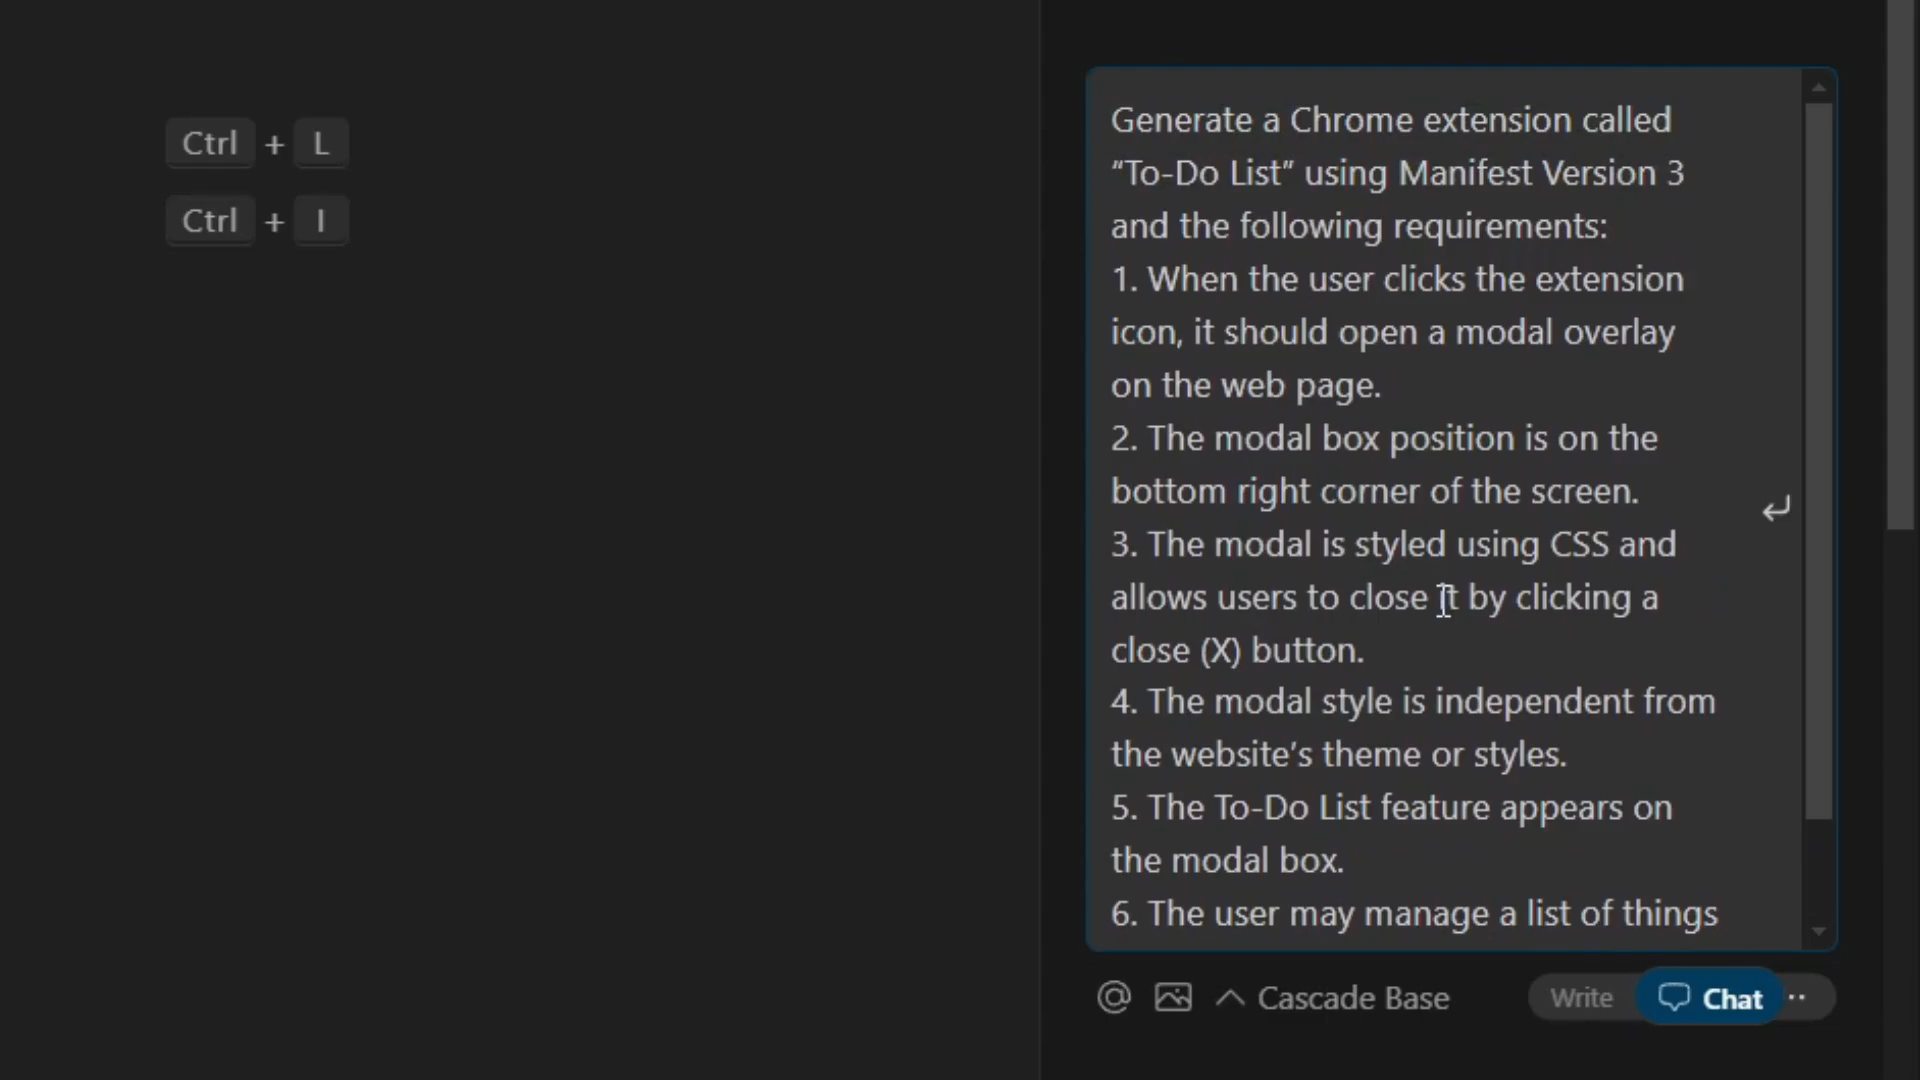 Ctrl + L
Ctrl + I
Generate a Chrome extension called
“To-Do List” using Manifest Version 3
and the following requirements:
1. When the user clicks the extension
icon, it should open a modal overlay
on the web page.
2. The modal box position is on the
bottom right corner of the screen.
3. The modal is styled using CSS and
allows users to close it by clicking a
close (X) button.
4. The modal style is independent from
the website’s theme or styles.
5. The To-Do List feature appears on
the modal box.
6. The user may manage a list of things
Cascade Base
Write
Chat